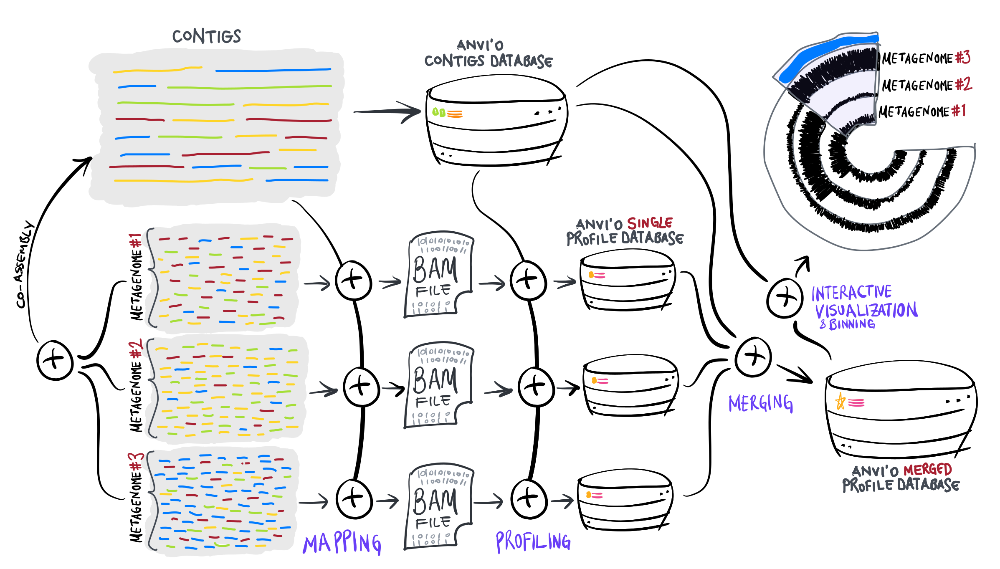 CONTIGS
ANVI'O
CONTIGS DATABASE
METAGENOME #3
METAGENOME #2
METAGENOME #1
CO-ASSEMBLY
METAGENOME #1
METAGENOME #2
METAGENOME #3
BAM
FILE
BAM
FILE
BAM
FILE
ANVI'O SINGLE
PROFILE DATABASE
INTERACTIVE
VISUALIZATION
& BINNING
MERGING
ANVI'O MERGED
PROFILE DATABASE
MAPPING
PROFILING